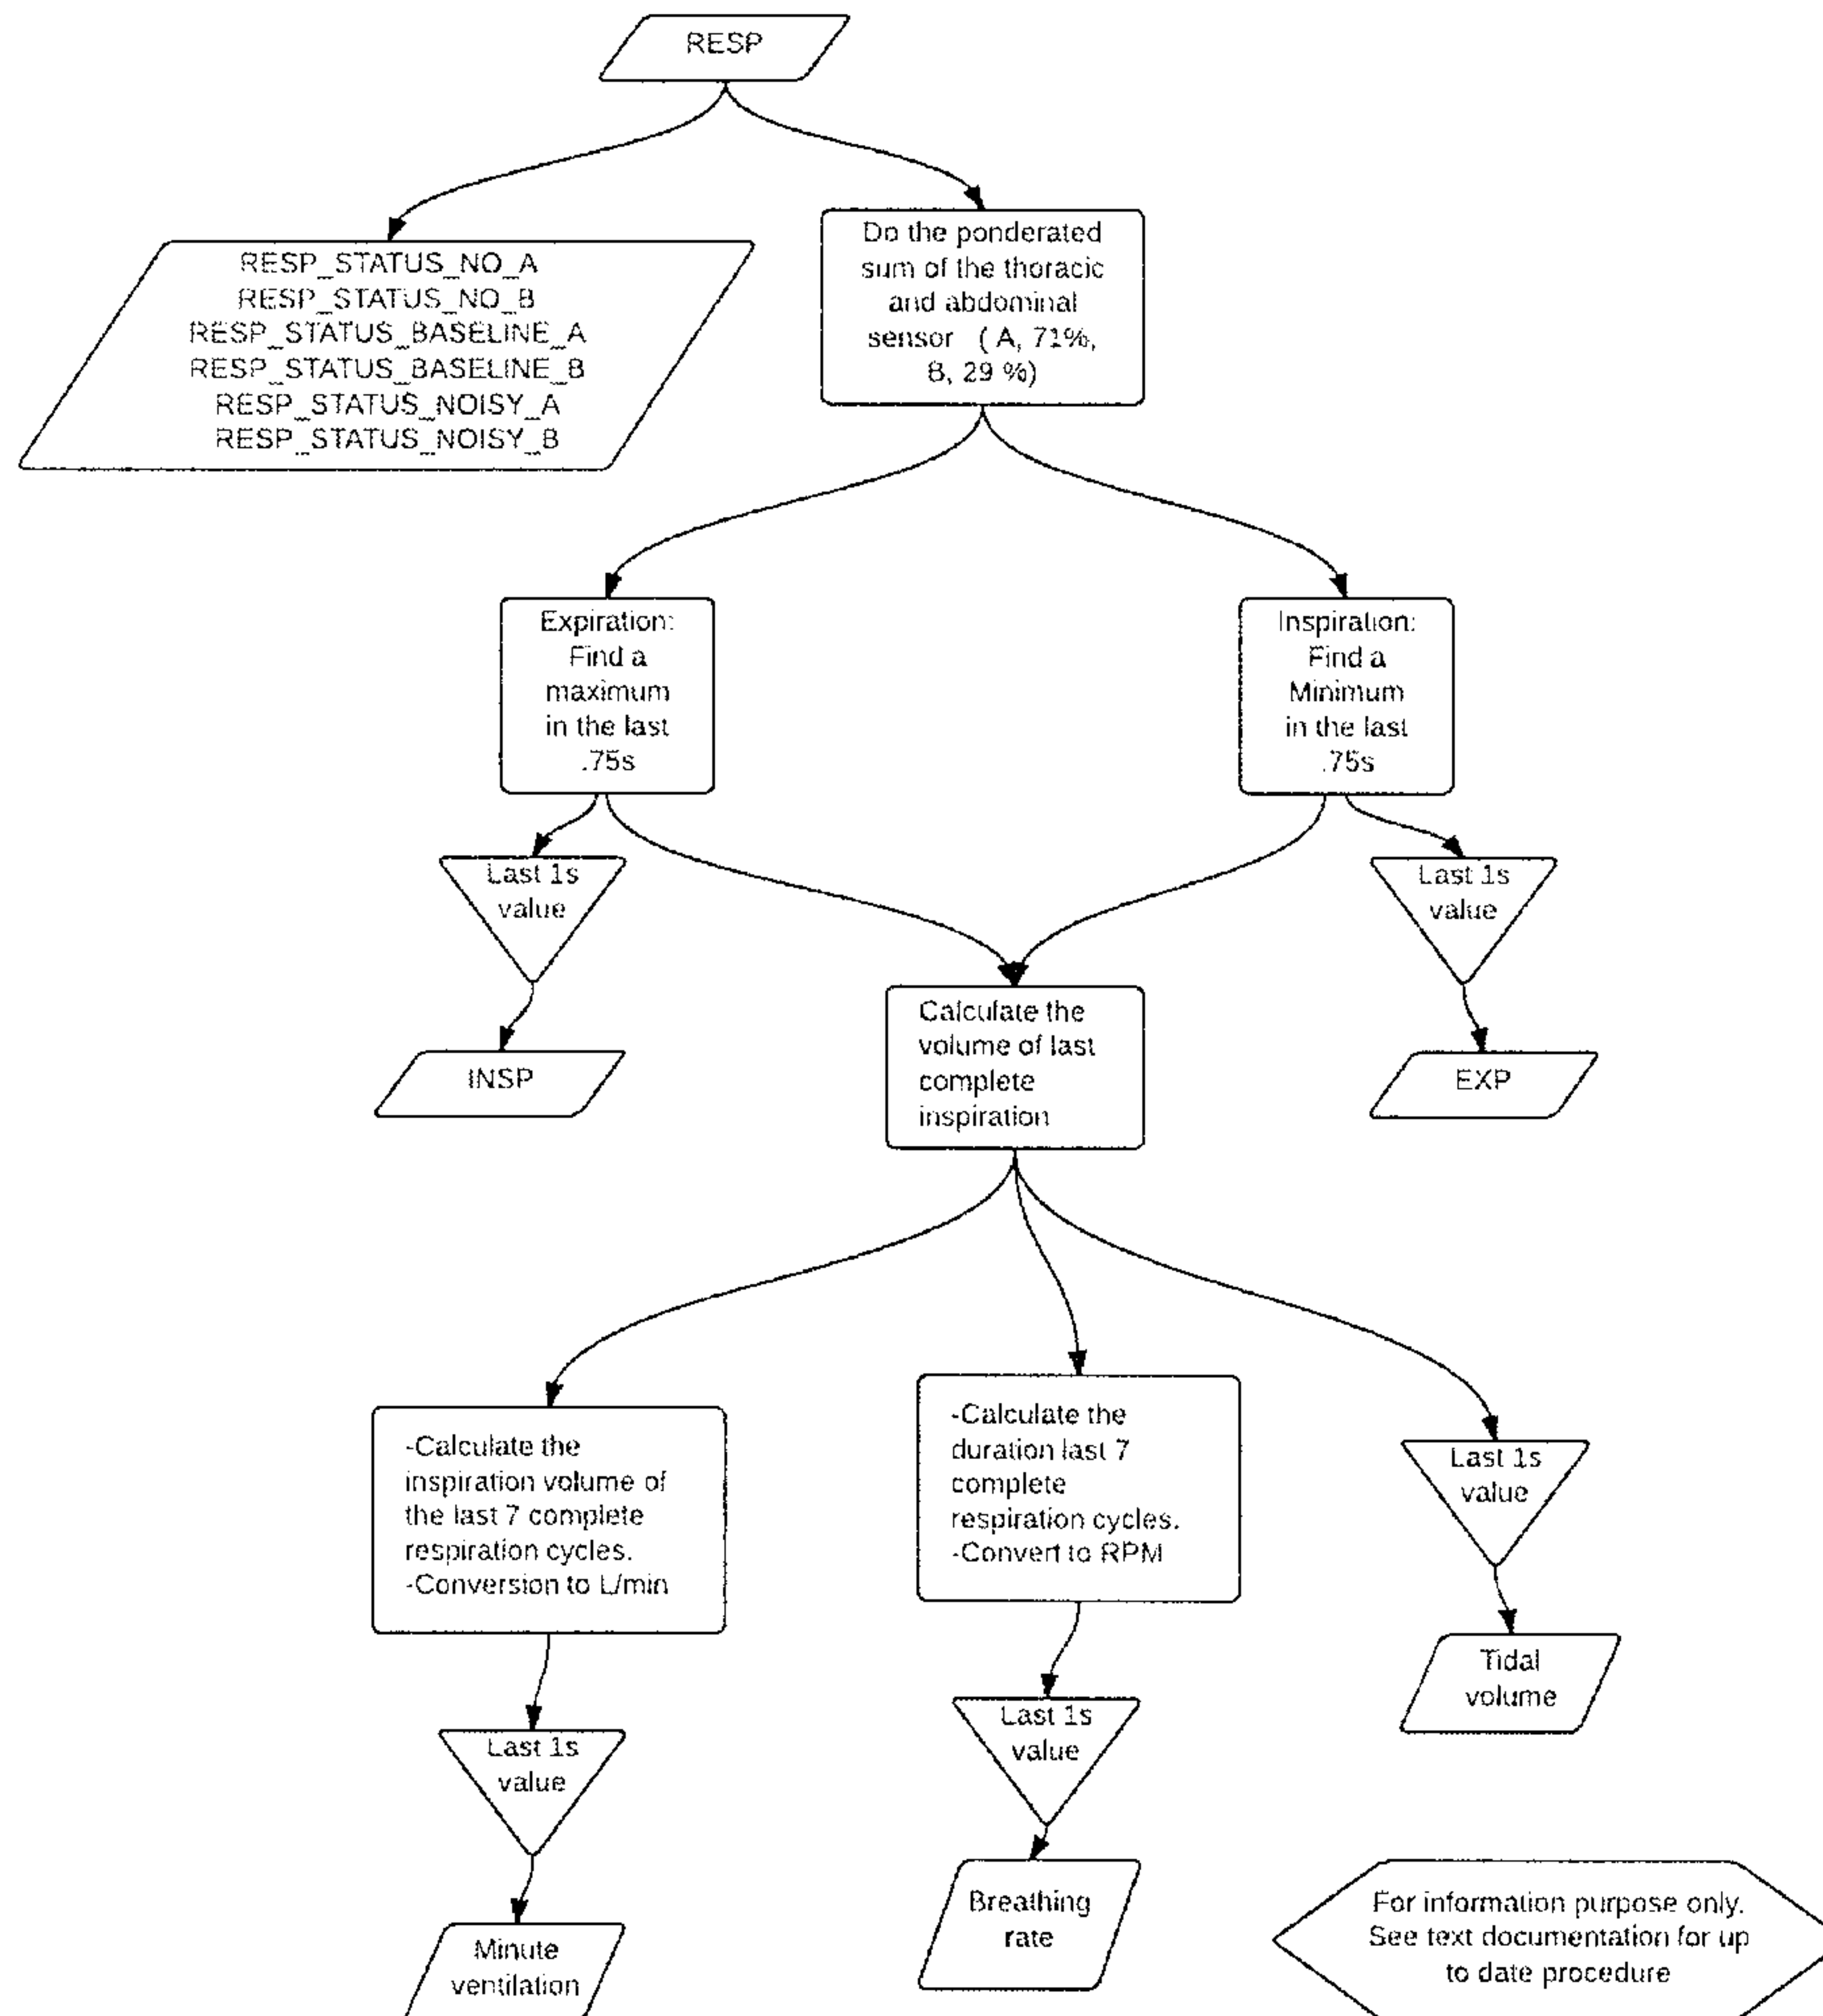 RESP
RESP_STATUS_NO_A
RESP_STATUS_NO_B
RESP_STATUS_BASELINE_A
RESP_STATUS_BASELINE_B
RESP_STATUS_NOISY_A
RESP_STATUS_NOISY_B
Do the ponderated
sum of the thoracic
and abdominal
sensor ( A, 71%,
B, 29 %)
Expiration:
Find a
maximum
in the last
.75s
Inspiration:
Find a
Minimum
in the last
.75s
Last 1s
value
Last 1s
value
INSP
EXP
Calculate the
volume of last
complete
inspiration
-Calculate the
inspiration volume of
the last 7 complete
respiration cycles.
-Conversion to L/min
-Calculate the
duration last 7
complete
respiration cycles.
-Convert to RPM
Last 1s
value
Tidal
volume
Last 1s
value
Last 1s
value
Minute
ventilation
Breathing
rate
For information purpose only.
See text documentation for up
to date procedure